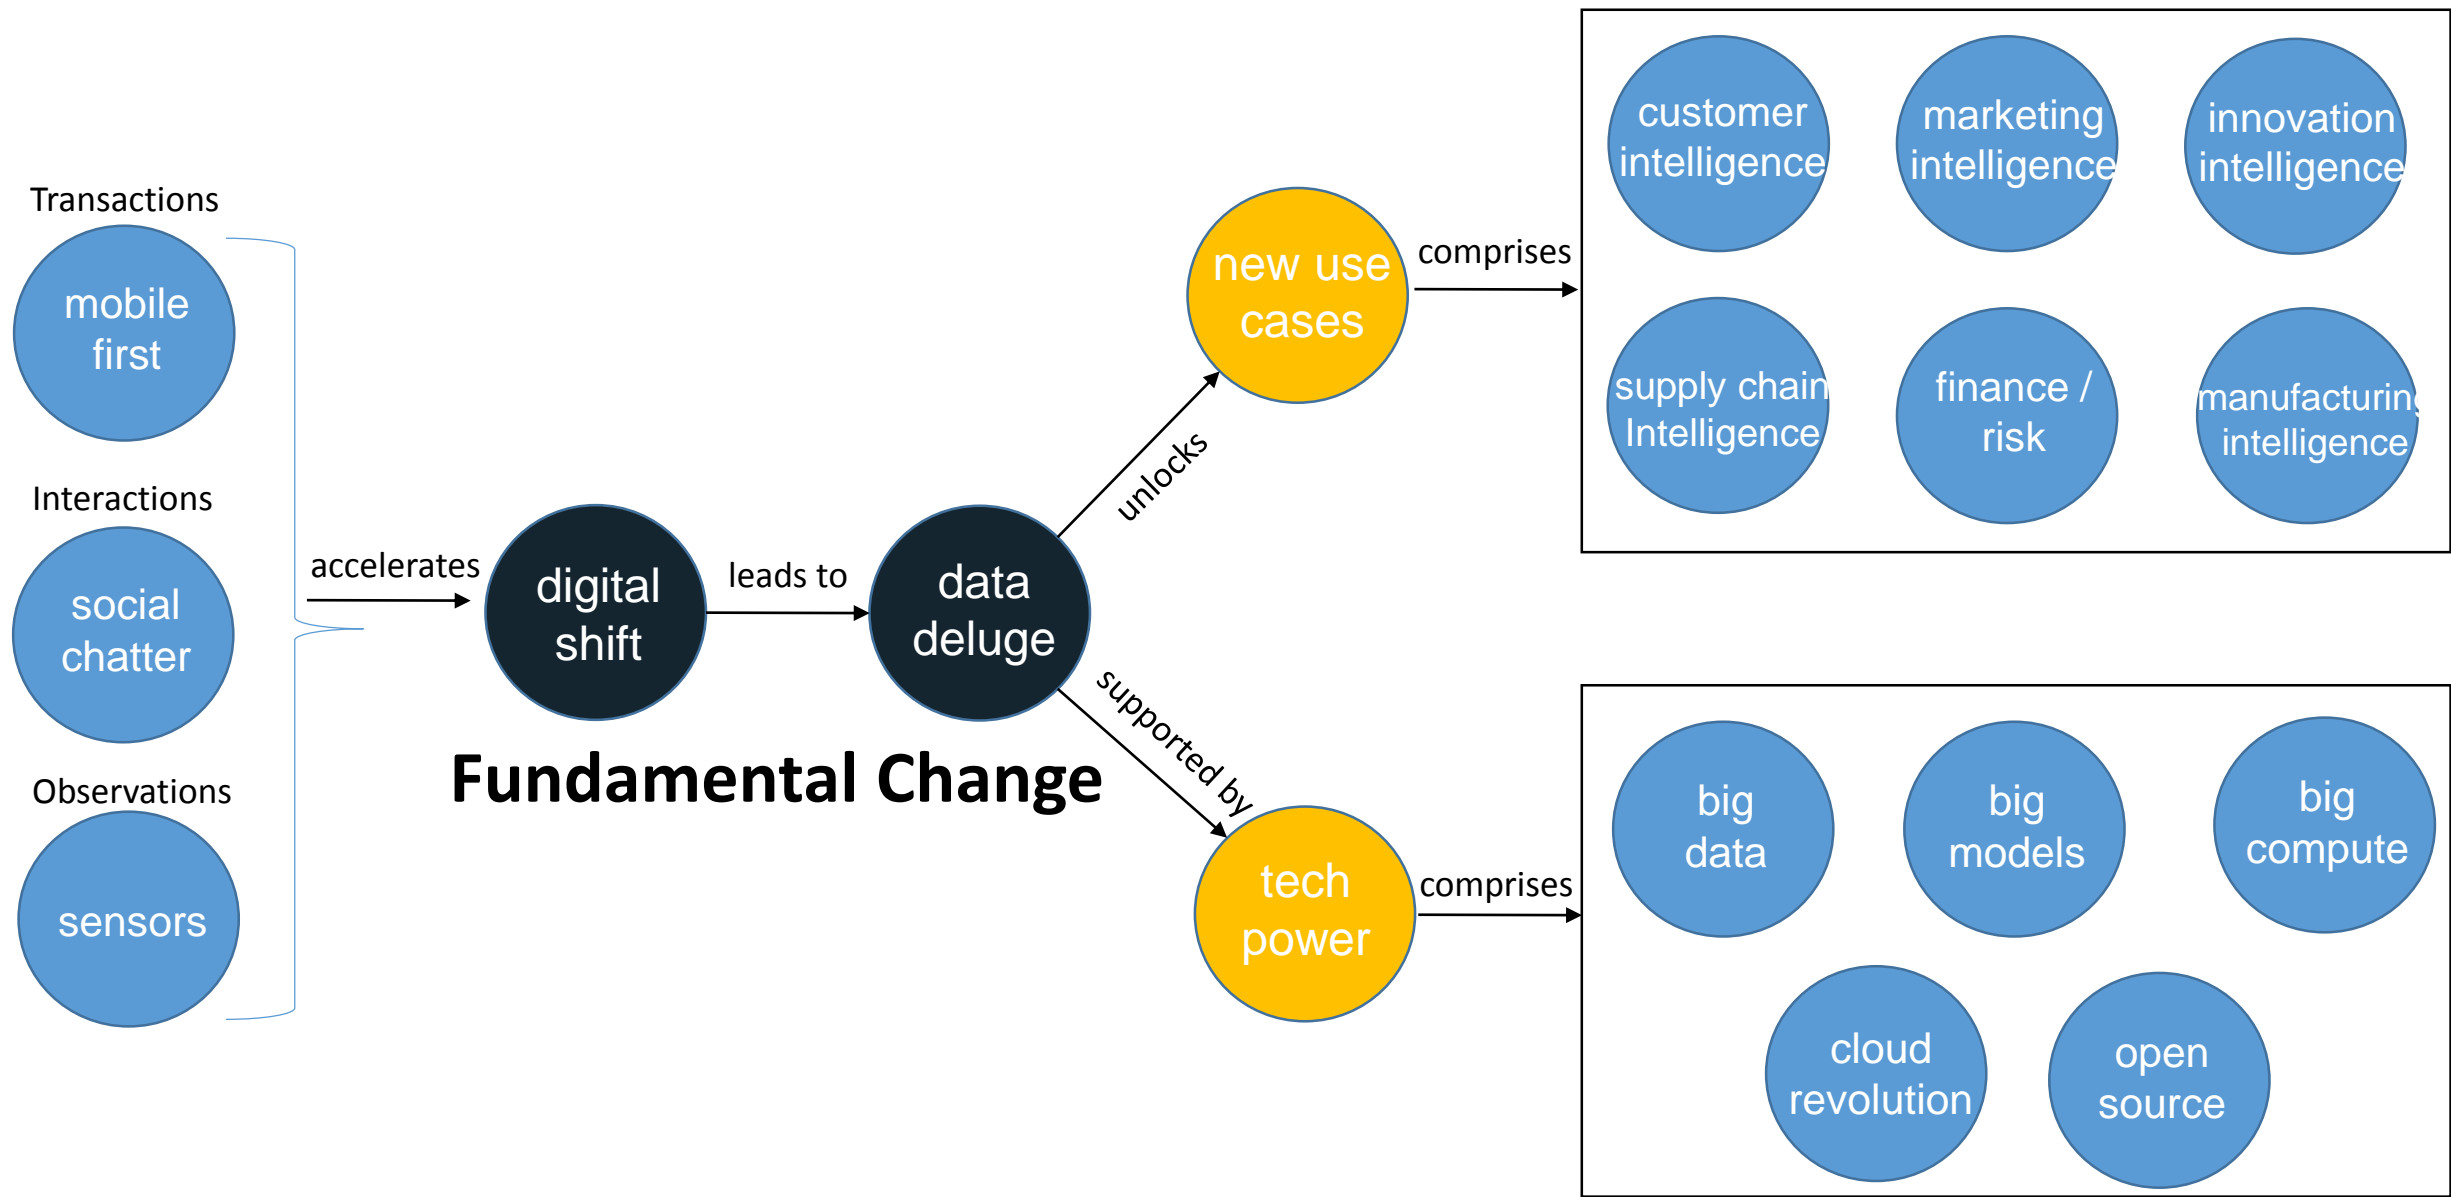 Transactions
mobile
first
Interactions
social
chatter
Observations
sensors
accelerates
digital
shift
leads to
data
deluge
Fundamental Change
unlocks
new use
cases
comprises
customer
intelligence
marketing
intelligence
innovation
intelligence
supply chain
Intelligence
finance /
risk
manufacturing
intelligence
supported by
tech
power
comprises
big
data
big
models
big
compute
cloud
revolution
open
source